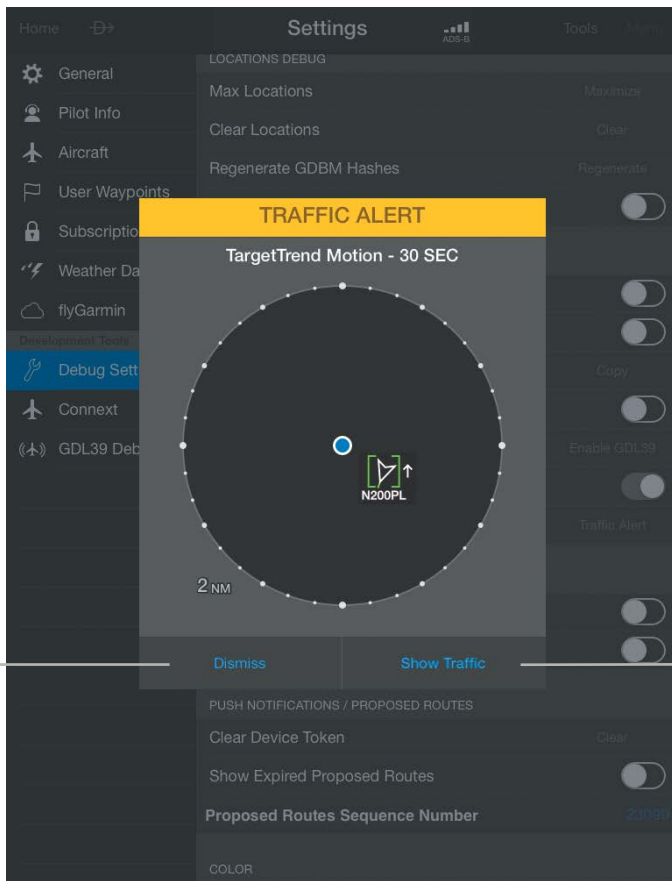 Home
Settings
ADS-B
Tools
Menu
General
Pilot Info
Aircraft
User Waypoints
Subscriptio
Weather Da
flyGarmin
Development Tools
Debug Sett
Connext
GDL39 Deb
LOCATIONS DEBUG
Max Locations Maximize
Clear Locations Clear
Regenerate GDBM Hashes Regenerate
Copy
Enable GDL39
Traffic Alert
TRAFFIC ALERT
TargetTrend Motion - 30 SEC
N200PL
2 NM
Dismiss
Show Traffic
PUSH NOTIFICATIONS / PROPOSED ROUTES
Clear Device Token Clear
Show Expired Proposed Routes
Proposed Routes Sequence Number
COLOR